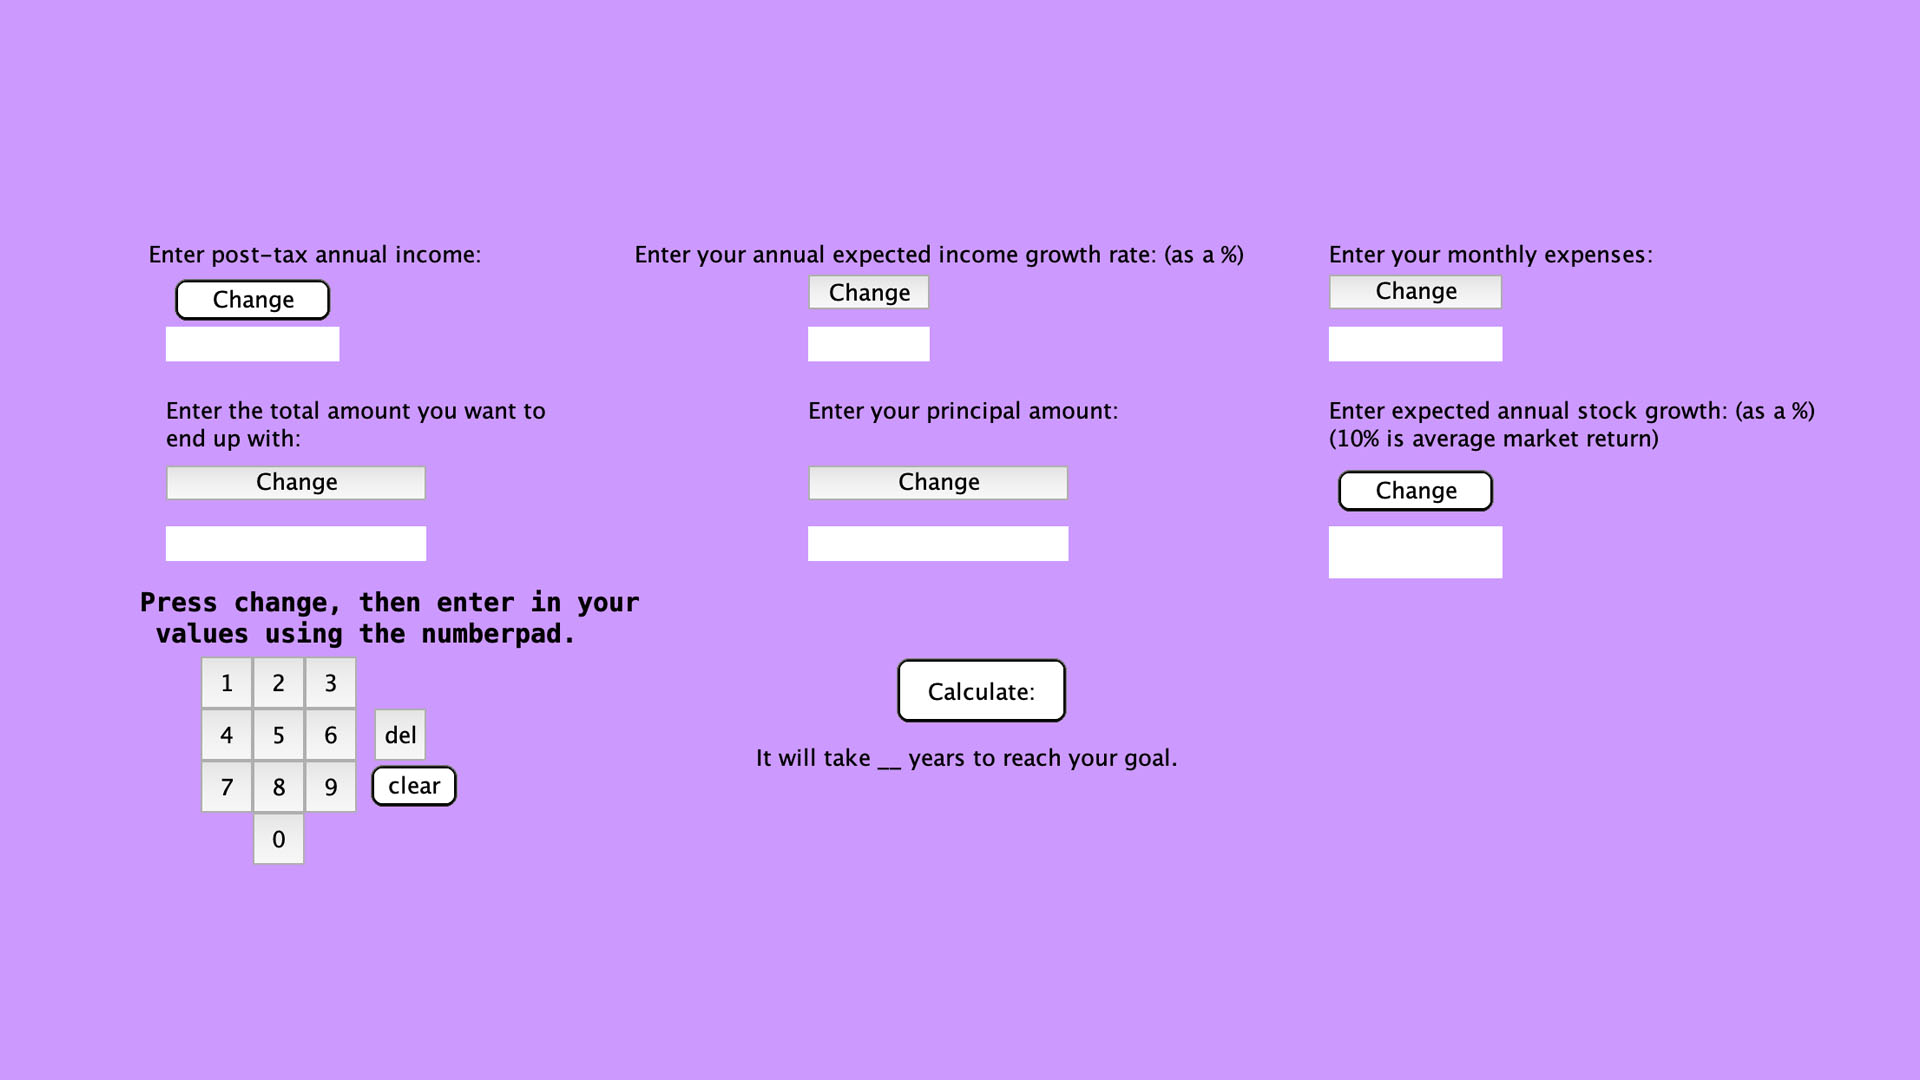 Enter post-tax annual income:
Enter your annual expected income growth rate: (as a %)
Enter your monthly expenses:
Change
Change
Change
Enter the total amount you want to
end up with:
Enter your principal amount:
Enter expected annual stock growth: (as a %)
(10% is average market return)
Change
Change
Change
Press change, then enter in your
values using the numberpad.
1 2 3
4 5 6 del
7 8 9 clear
0
Calculate:
It will take __ years to reach your goal.